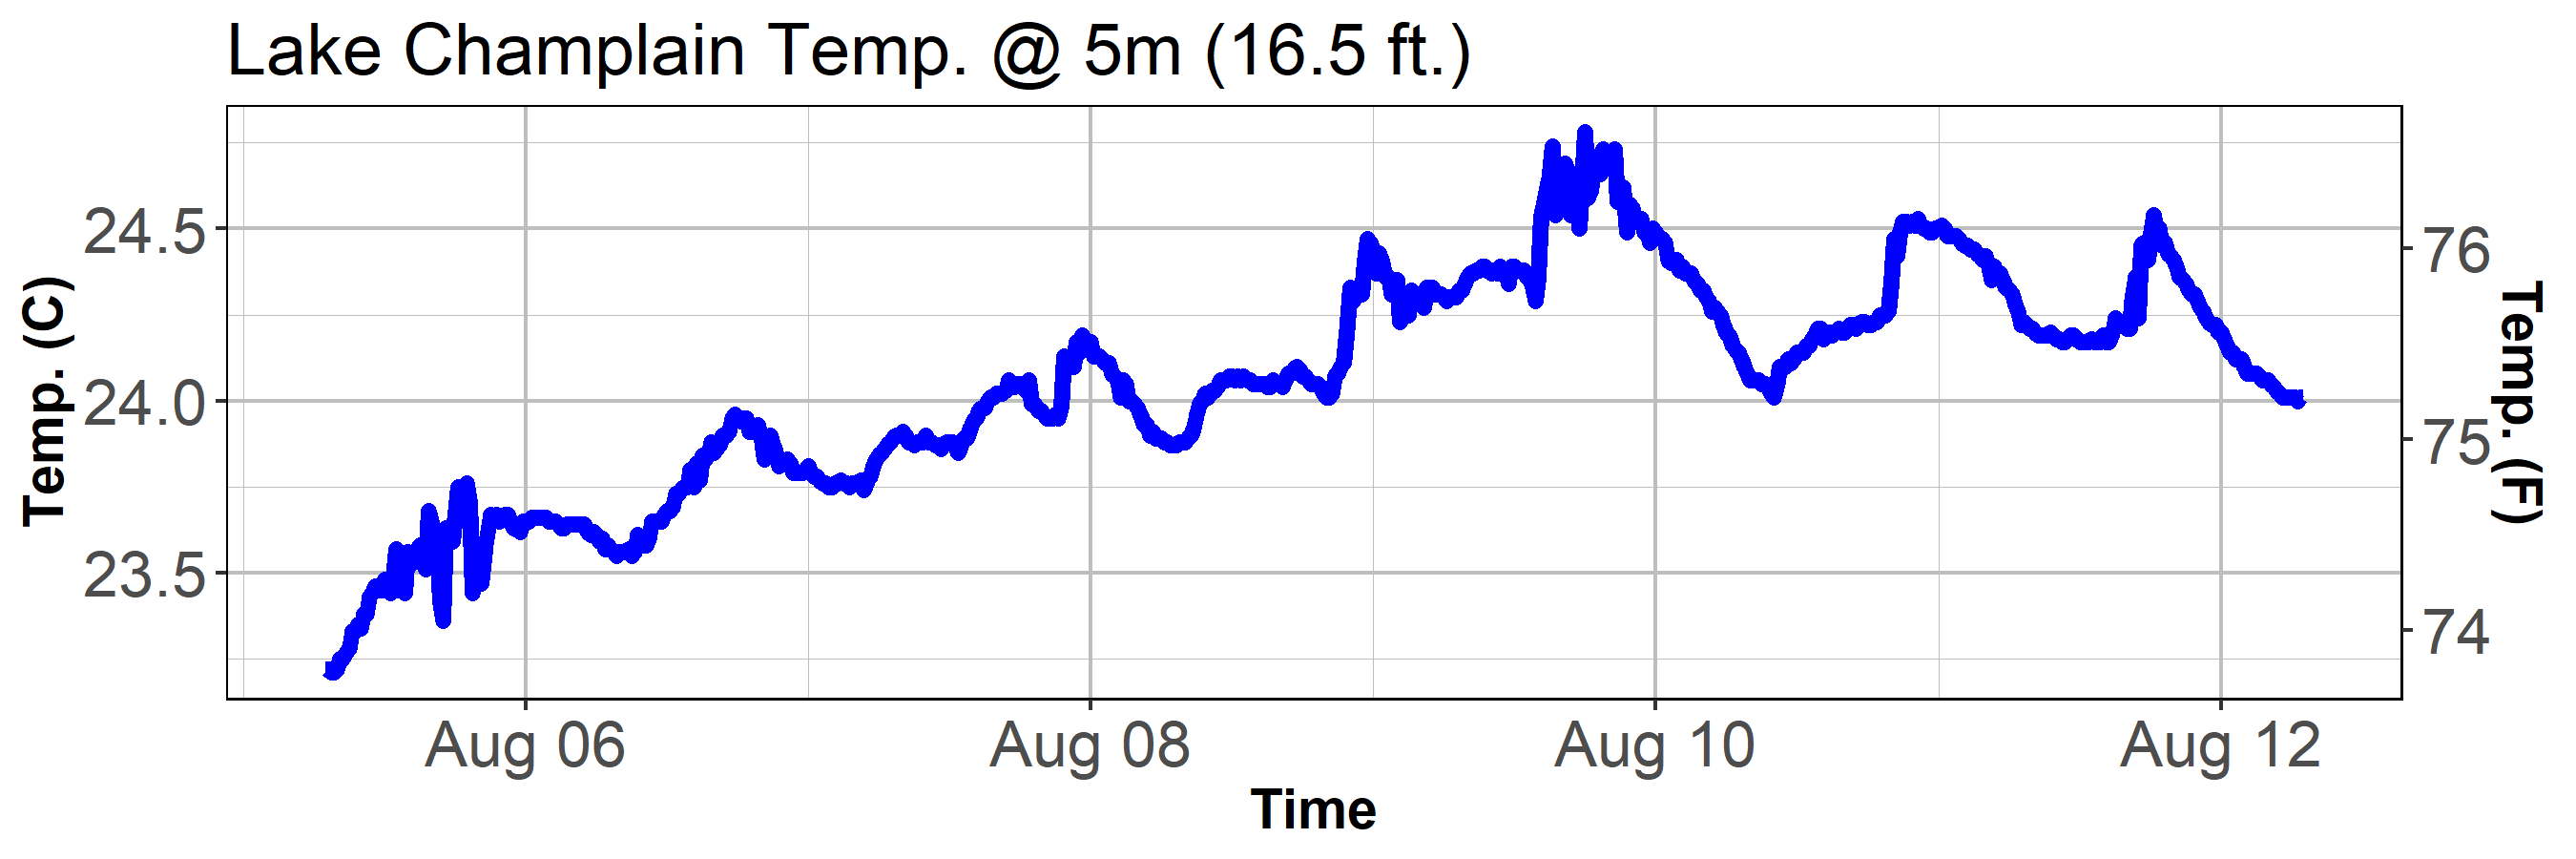 Lake Champlain Temp. @ 5m (16.5 ft.)
Temp. (C)
24.5
24.0
23.5
76
75
74
Temp. (F)
Aug 06 Aug 08 Aug 10 Aug 12
Time